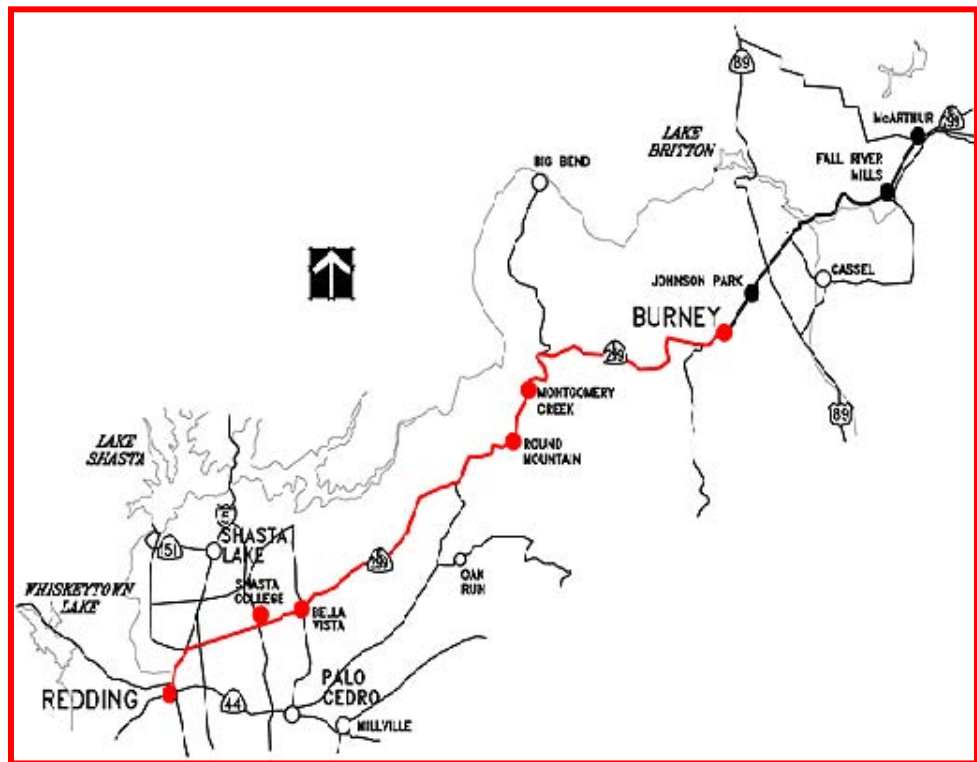 89
McARTHUR
299
LAKE
BRITTON
FALL RIVER
MILLS
BIG BEND
CASSEL
JOHNSON PARK
BURNEY
299
MONTGOMERY
CREEK
89
ROUND
MOUNTAIN
LAKE
SHASTA
5
SHASTA
LAKE
151
299
OAK
RUN
SHASTA
COLLEGE
WHISKEYTOWN
LAKE
BELLA
VISTA
PALO
CEDRO
REDDING
44
MILLVILLE